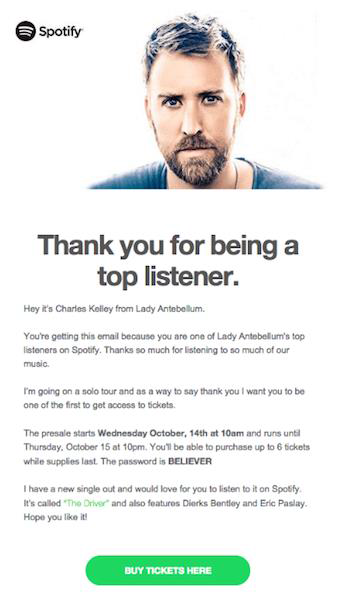 Spotify
Thank you for being a
top listener.
Hey it's Charles Kelley from Lady Antebellum.
You're getting this email because you are one of Lady Antebellum's top
listeners on Spotify. Thanks so much for listening to so much of our
music.
I'm going on a solo tour and as a way to say thank you I want you to be
one of the first to get access to tickets.
The presale starts Wednesday October, 14th at 10am and runs until
Thursday, October 15 at 10pm. You'll be able to purchase up to 6 tickets
while supplies last. The password is BELIEVER
I have a new single out and would love for you to listen to it on Spotify.
It's called "The Driver" and also features Dierks Bentley and Eric Paslay.
Hope you like it!
BUY TICKETS HERE